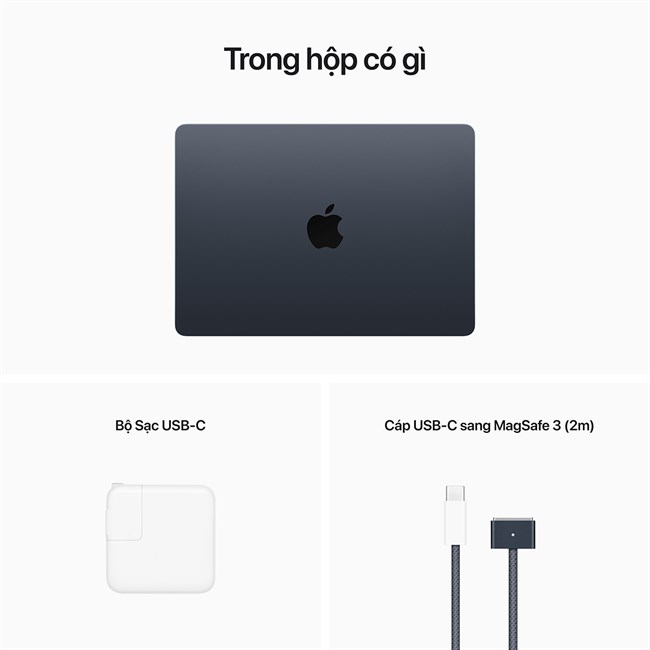 Trong hộp có gì
Bộ Sạc USB-C
Cáp USB-C sang MagSafe 3 (2m)